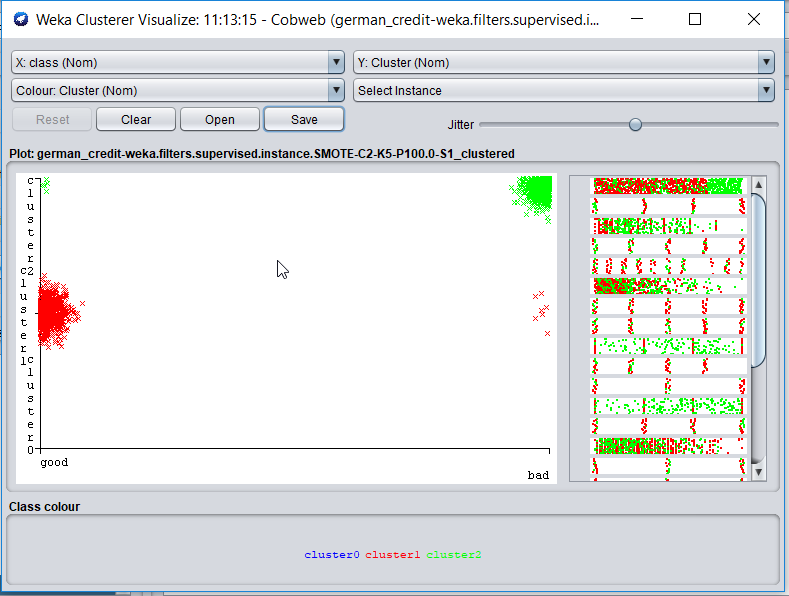 Weka Clusterer Visualize: 11:13:15 - Cobweb (german_credit-weka.filters.supervised.i...
X: class (Nom)
Y: Cluster (Nom)
Colour: Cluster (Nom)
Select Instance
Reset
Clear
Open
Save
Jitter
Plot: german_credit-weka.filters.supervised.instance.SMOTE-C2-K5-P100.0-S1_clustered
cluster2
cluster1
cluster0
good
bad
Class colour
cluster0 cluster1 cluster2